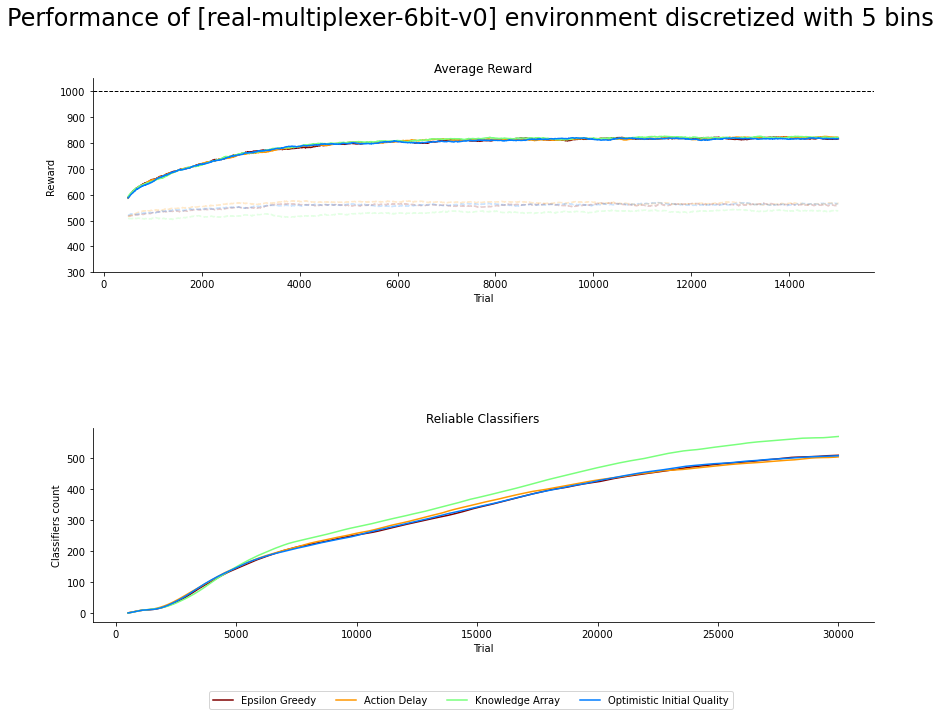 Performance of [real-multiplexer-6bit-v0] environment discretized with 5 bins
Average Reward
1000
900
800
700
600
500
400
300
Reward
0 2000 4000 6000 8000 10000 12000 14000
Trial
Reliable Classifiers
500
400
300
200
100
0
Classifiers count
0 5000 10000 15000 20000 25000 30000
Trial
Epsilon Greedy Action Delay Knowledge Array Optimistic Initial Quality